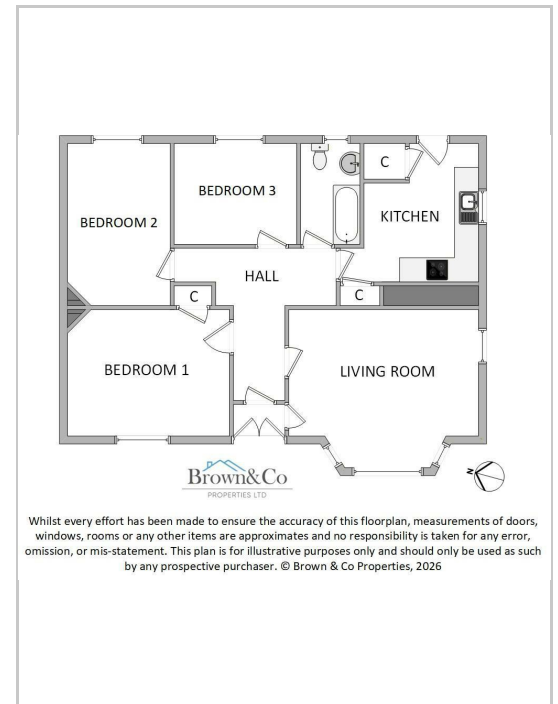 BEDROOM 3
C
BEDROOM 2
KITCHEN
HALL
C
C
BEDROOM 1
LIVING ROOM
Brown&Co
PROPERTIES LTD
N
Whilst every effort has been made to ensure the accuracy of this floorplan, measurements of doors,
windows, rooms or any other items are approximates and no responsibility is taken for any error,
omission, or mis-statement. This plan is for illustrative purposes only and should only be used as such
by any prospective purchaser. © Brown & Co Properties, 2026